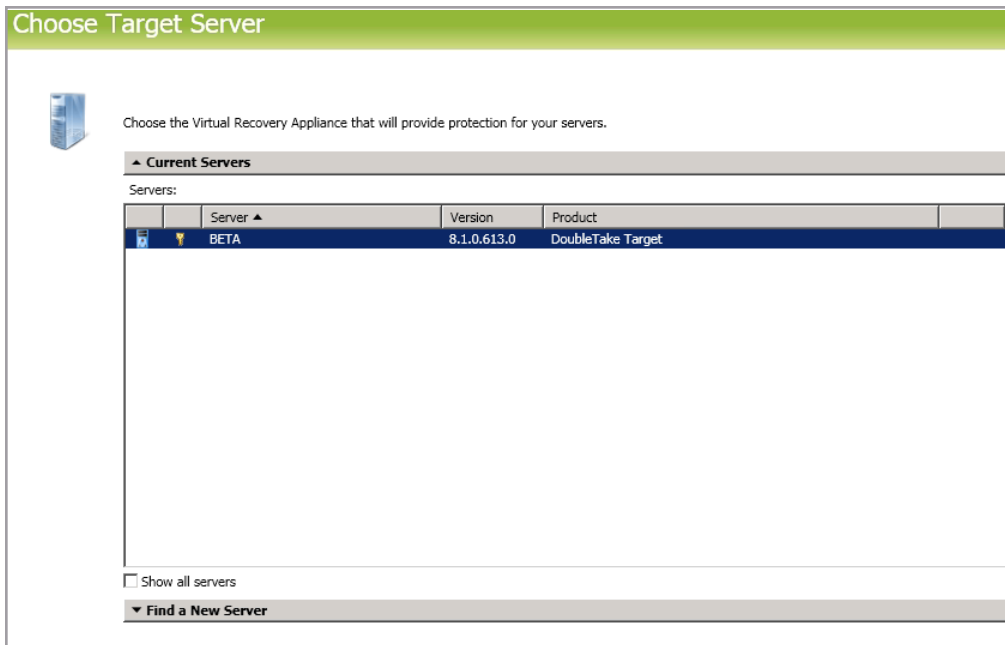 Choose Target Server
Choose the Virtual Recovery Appliance that will provide protection for your servers.
Current Servers
Servers:
Server Version Product
BETA 8.1.0.613.0 DoubleTake Target
Show all servers
Find a New Server